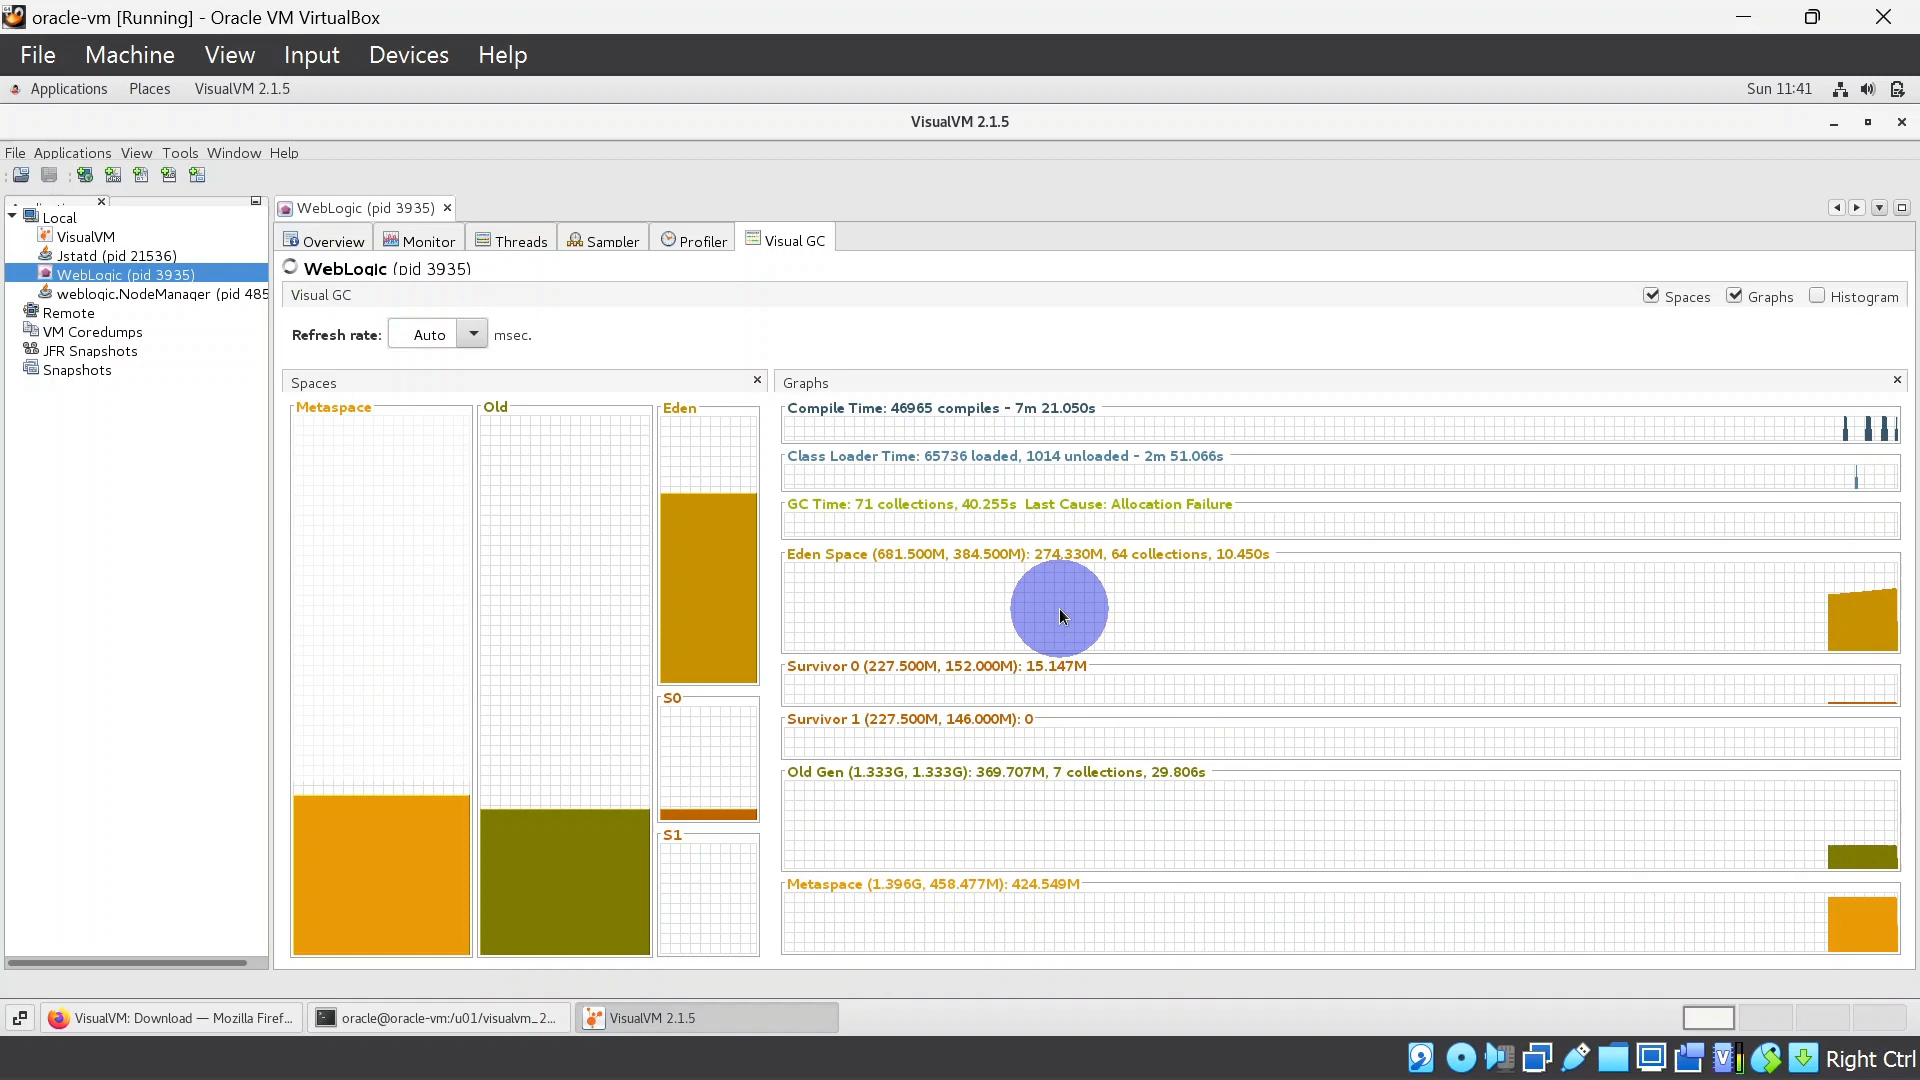 oracle-vm [Running] - Oracle VM VirtualBox
File Machine View Input Devices Help
Applications Places VisualVM 2.1.5 Sun 11:41
VisualVM 2.1.5
File Applications View Tools Window Help
WebLogic (pid 3935)
Local
VisualVM
Jstatd (pid 21536)
WebLogic (pid 3935)
weblogic.NodeManager (pid 485
Remote
VM Coredumps
JFR Snapshots
Snapshots
Overview Monitor Threads Sampler Profiler Visual GC
WebLogic (pid 3935)
Visual GC Spaces Graphs Histogram
Refresh rate: Auto msec.
Spaces
Metaspace Old Eden
S0
S1
Graphs
Compile Time: 46965 compiles - 7m 21.050s
Class Loader Time: 65736 loaded, 1014 unloaded - 2m 51.066s
GC Time: 71 collections, 40.255s Last Cause: Allocation Failure
Eden Space (681.500M, 384.500M): 274.330M, 64 collections, 10.450s
Survivor 0 (227.500M, 152.000M): 15.147M
Survivor 1 (227.500M, 146.000M): 0
Old Gen (1.333G, 1.333G): 369.707M, 7 collections, 29.806s
Metaspace (1.396G, 458.477M): 424.549M
VisualVM: Download — Mozilla Firef... oracle@oracle-vm:/u01/visualvm_2... VisualVM 2.1.5
Right Ctrl